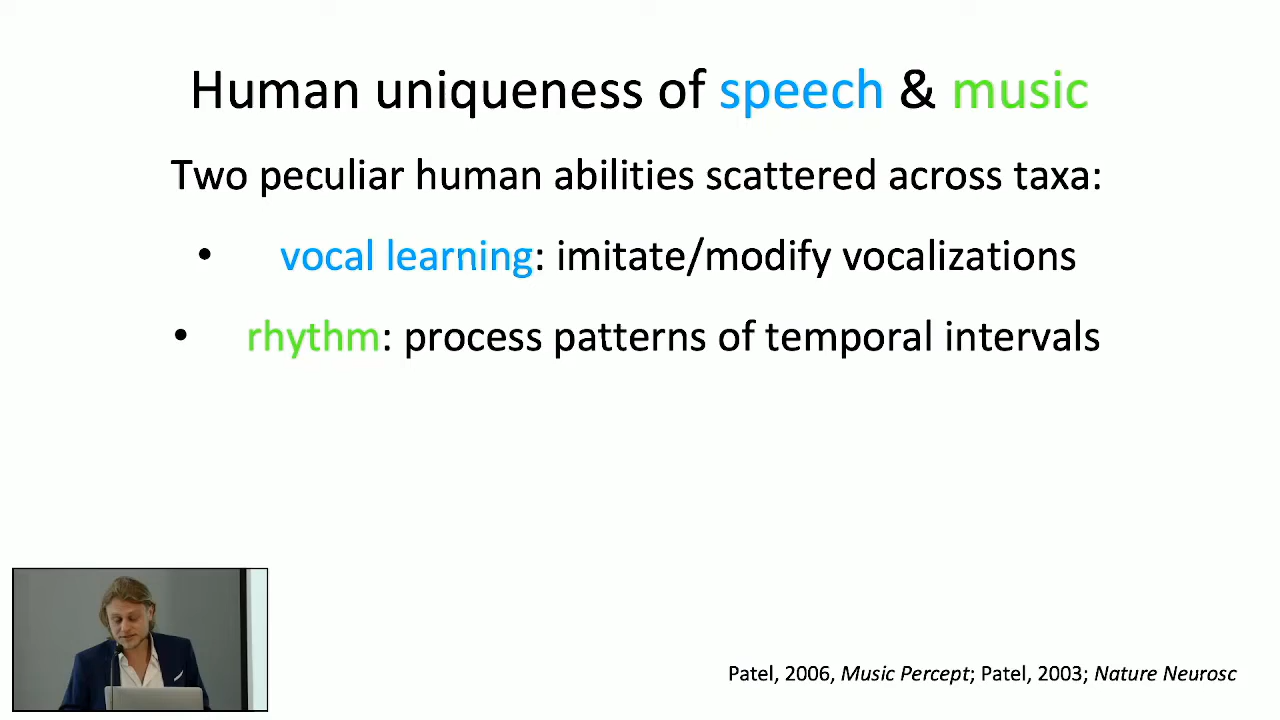 Human uniqueness of speech & music
Two peculiar human abilities scattered across taxa:
• vocal learning: imitate/modify vocalizations
• rhythm: process patterns of temporal intervals
Patel, 2006, Music Percept; Patel, 2003; Nature Neurosc